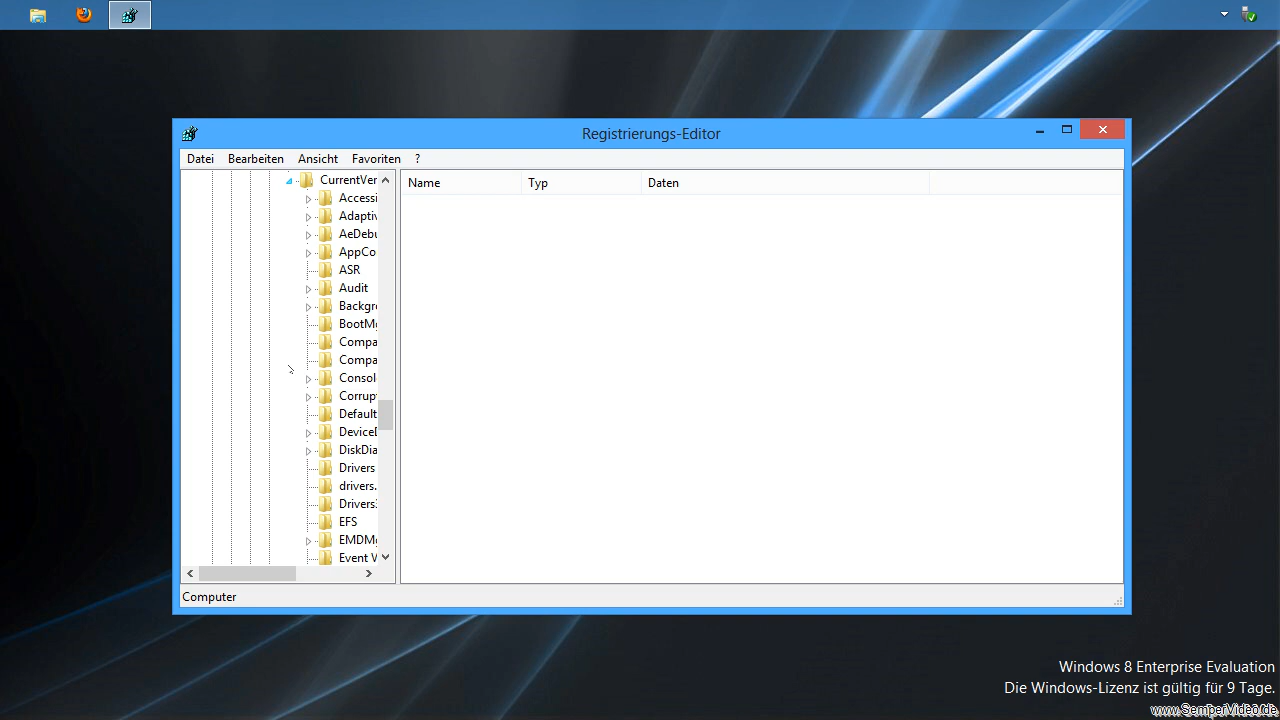 Registrierungs-Editor
Datei Bearbeiten Ansicht Favoriten ?
CurrentVer
Accessi
Adaptiv
AeDebu
AppCo
ASR
Audit
Backgr
BootM
Compa
Compa
Consol
Corrup
Default
DeviceD
DiskDia
Drivers
drivers.
Drivers
EFS
EMDM
Event V
Name Typ Daten
Computer
Windows 8 Enterprise Evaluation
Die Windows-Lizenz ist gültig für 9 Tage.
www.SemperVideo.de